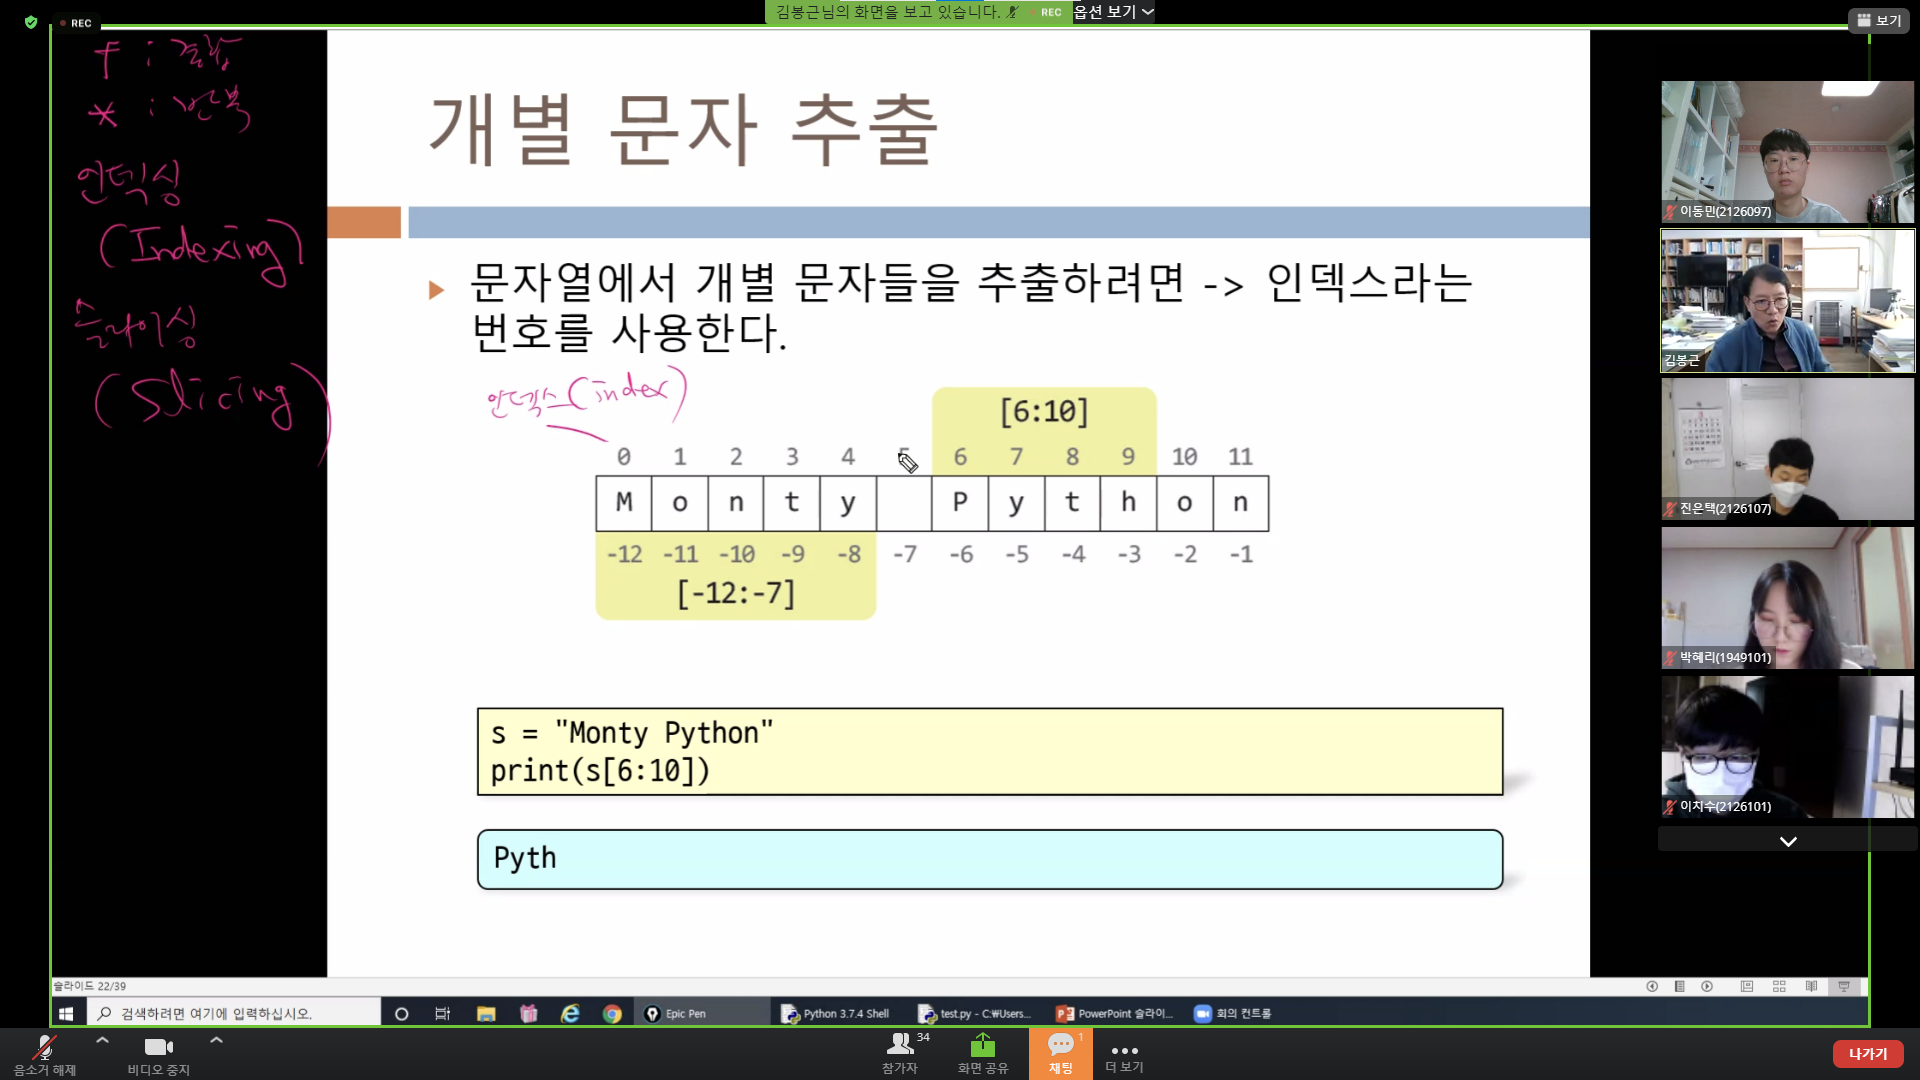 김봉근님의 화면을 보고 있습니다. REC 옵션 보기
REC
보기
+ : 결합
* : 반복
인덱싱
(Indexing)
슬라이싱
(Slicing)
개별 문자 추출
문자열에서 개별 문자들을 추출하려면 -> 인덱스라는
번호를 사용한다.
인덱스(index)
[6:10]
0 1 2 3 4 5 6 7 8 9 10 11
M o n t y P y t h o n
-12 -11 -10 -9 -8 -7 -6 -5 -4 -3 -2 -1
[-12:-7]
s = "Monty Python"
print(s[6:10])
Pyth
이동민(2126097)
김봉근
진은택(2126107)
박혜리(1949101)
이치수(2126101)
슬라이드 22/39
검색하려면 여기에 입력하십시오.
Epic Pen
Python 3.7.4 Shell
test.py - C:₩Users...
PowerPoint 슬라이...
회의 컨트롤
음소거 해제
비디오 중지
34
참가자
화면 공유
1
채팅
더 보기
나가기